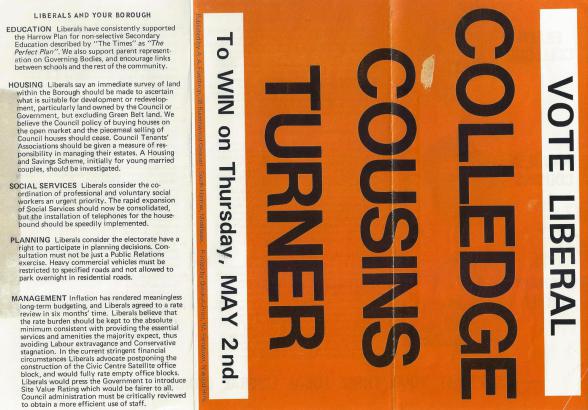 LIBERALS AND YOUR BOROUGH
EDUCATION Liberals have consistently supported
the Harrow Plan for non-selective Secondary
Education described by "The Times" as "The
Perfect Plan". We also support parent represent-
ation on Governing Bodies, and encourage links
between schools and the rest of the community.
HOUSING Liberals say an immediate survey of land
within the Borough should be made to ascertain
what is suitable for development or redevelop-
ment, particularly land owned by the Council or
Government, but excluding Green Belt land. We
believe the Council policy of buying houses on
the open market and the piecemeal selling of
Council houses should cease. Council Tenants'
Associations should be given a measure of res-
ponsibility in managing their estates. A Housing
and Savings Scheme, initially for young married
couples, should be investigated.
SOCIAL SERVICES Liberals consider the co-
ordination of professional and voluntary social
workers an urgent priority. The rapid expansion
of Social Services should now be consolidated,
but the installation of telephones for the house-
bound should be speedily implemented.
PLANNING Liberals consider the electorate have a
right to participate in planning decisions. Con-
sultation must not be just a Public Relations
exercise. Heavy commercial vehicles must be
restricted to specified roads and not allowed to
park overnight in residential roads.
MANAGEMENT Inflation has rendered meaningless
long-term budgeting, and Liberals agreed to a rate
review in six months' time. Liberals believe that
the rate burden should be kept to the absolute
minimum consistent with providing the essential
services and amenities the majority expect, thus
avoiding Labour extravagance and Conservative
stagnation. In the current stringent financial
circumstances Liberals advocate postponing the
construction of the Civic Centre Satellite office
block, and would fully rate empty office blocks.
Liberals would press the Government to introduce
Site Value Rating which would be fairer to all.
Council administration must be critically reviewed
to obtain a more efficient use of staff.
VOTE LIBERAL
COLLEDGE
COUSINS
TURNER
To WIN on Thursday, MAY 2nd.